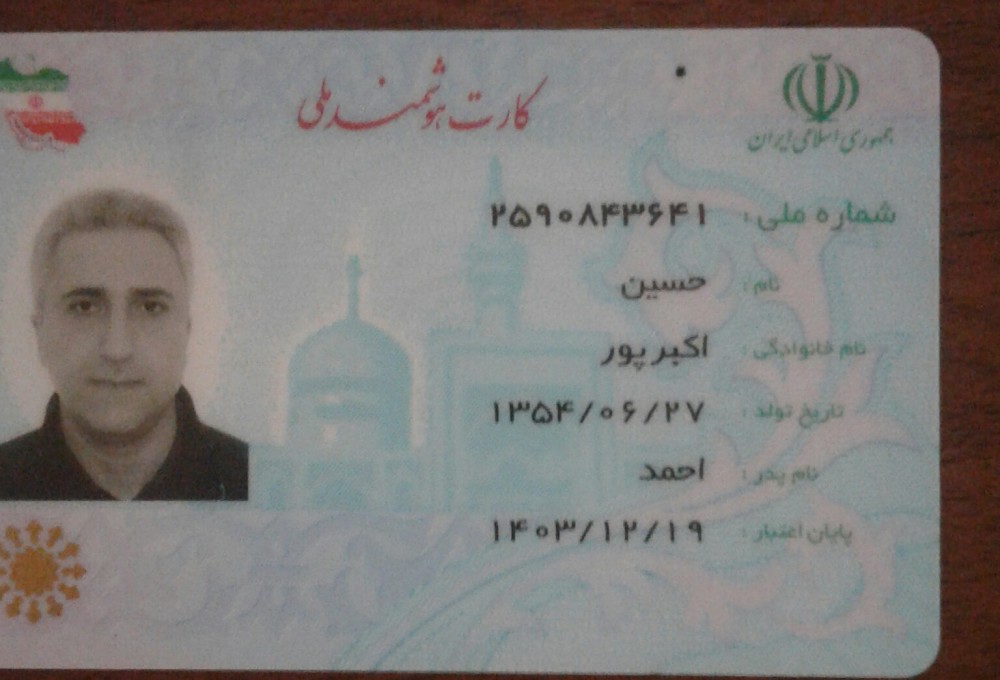 کارت هوشمند ملی
جمهوری اسلامی ایران
شماره ملی : ۲۵۹۰۸۴۳۶۴۱
نام : حسین
نام خانوادگی : اکبرپور
تاریخ تولد : ۱۳۵۴/۰۶/۲۷
نام پدر : احمد
پایان اعتبار : ۱۴۰۳/۱۲/۱۹